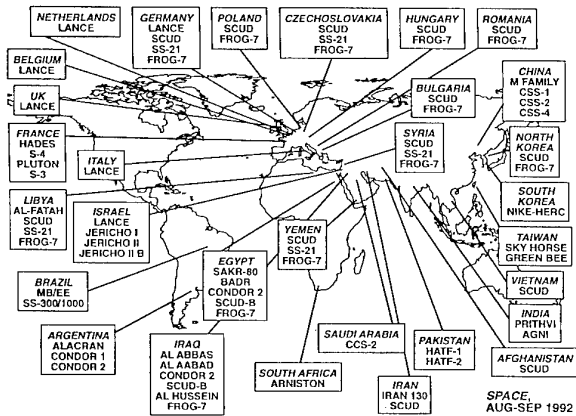 NETHERLANDS
LANCE
GERMANY
LANCE
SCUD
SS-21
FROG-7
POLAND
SCUD
FROG-7
CZECHOSLOVAKIA
SCUD
SS-21
FROG-7
HUNGARY
SCUD
FROG-7
ROMANIA
SCUD
FROG-7
BELGIUM
LANCE
UK
LANCE
FRANCE
HADES
S-4
PLUTON
S-3
ITALY
LANCE
BULGARIA
SCUD
FROG-7
CHINA
M FAMILY
CSS-1
CSS-2
CSS-4
SYRIA
SCUD
SS-21
FROG-7
NORTH
KOREA
SCUD
FROG-7
SOUTH
KOREA
NIKE-HERC
LIBYA
AL-FATAH
SCUD
SS-21
FROG-7
ISRAEL
LANCE
JERICHO I
JERICHO II
JERICHO II B
YEMEN
SCUD
SS-21
FROG-7
TAIWAN
SKY HORSE
GREEN BEE
BRAZIL
MB/EE
SS-300/1000
EGYPT
SAKR-80
BADR
CONDOR 2
SCUD-B
FROG-7
VIETNAM
SCUD
INDIA
PRITHVI
AGNI
ARGENTINA
ALACRAN
CONDOR 1
CONDOR 2
IRAQ
AL ABBAS
AL AABAD
CONDOR 2
SCUD-B
AL HUSSEIN
FROG-7
SOUTH AFRICA
ARNISTON
SAUDI ARABIA
CCS-2
IRAN
IRAN 130
SCUD
PAKISTAN
HATF-1
HATF-2
AFGHANISTAN
SCUD
SPACE,
AUG-SEP 1992